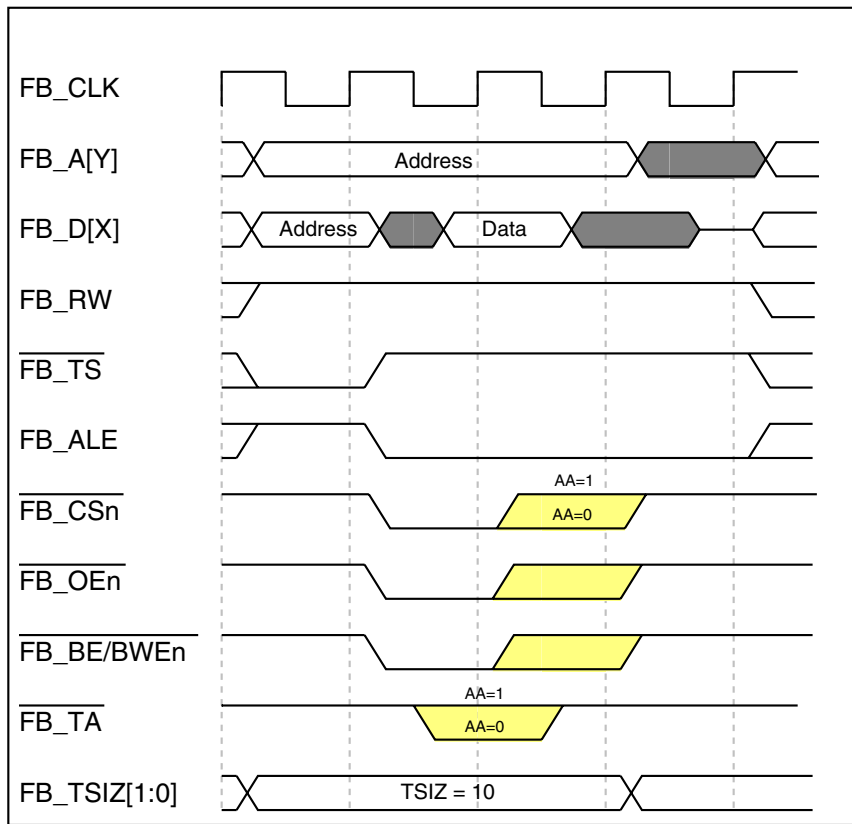 FB_CLK
FB_A[Y]
Address
FB_D[X]
Address
Data
FB_RW
FB_TS
FB_ALE
AA=1
FB_CSn
AA=0
FB_OEn
FB_BE/BWEn
AA=1
FB_TA
AA=0
FB_TSIZ[1:0]
TSIZ = 10